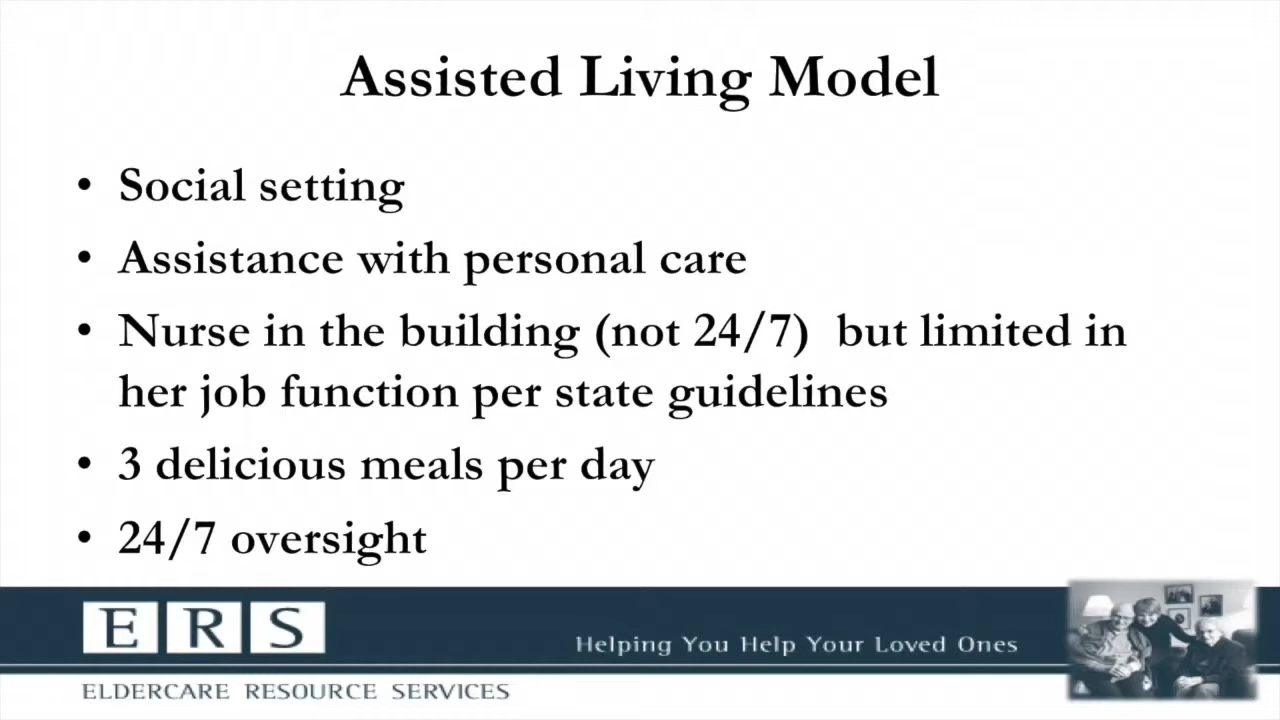 Assisted Living Model
• Social setting
• Assistance with personal care
• Nurse in the building (not 24/7)  but limited in
her job function per state guidelines
• 3 delicious meals per day
• 24/7 oversight
E R S
Helping You Help Your Loved Ones
ELDERCARE RESOURCE SERVICES